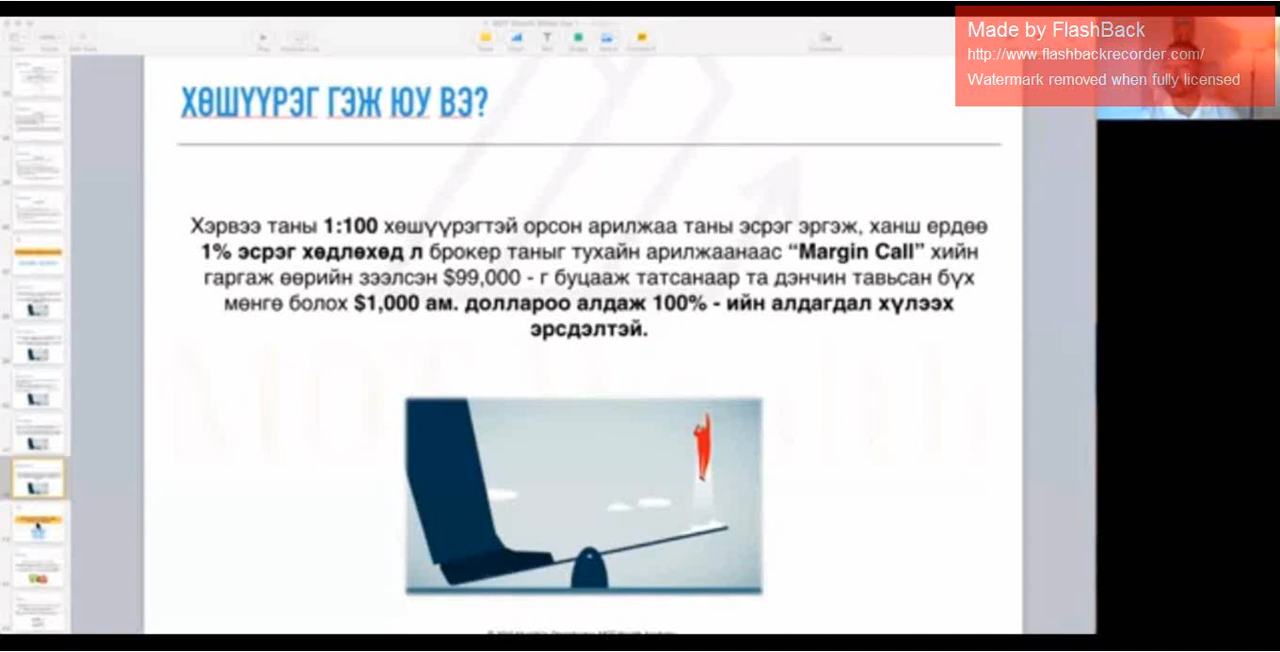 Made by FlashBack
http://www.flashbackrecorder.com/
Watermark removed when fully licensed
ХӨШҮҮРЭГ ГЭЖ ЮУ ВЭ?
Хэрвээ таны 1:100 хөшүүрэгтэй орсон арилжаа таны эсрэг эргэж, ханш ердөө
1% эсрэг хөдлөхөд л брокер таныг тухайн арилжаанаас “Margin Call” хийн
гаргаж өөрийн зээлсэн $99,000 - г буцааж татсанаар та дэнчин тавьсан бүх
мөнгө болох $1,000 ам. доллароо алдаж 100% - ийн алдагдал хүлээх
эрсдэлтэй.